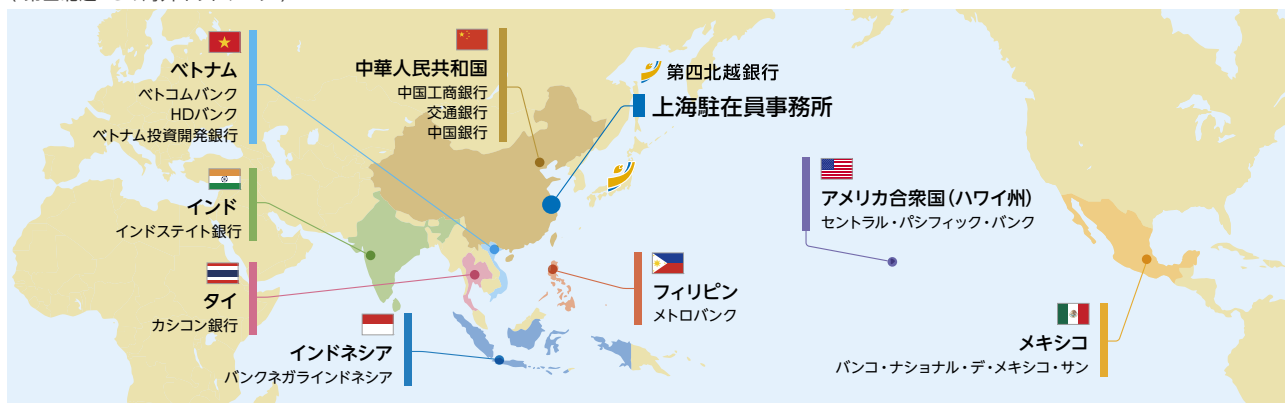 ベトナム
ベトコムバンク
HDバンク
ベトナム投資開発銀行
中華人民共和国
中国工商銀行
交通銀行
中国銀行
第四北越銀行
上海駐在員事務所
インド
インドステイト銀行
アメリカ合衆国（ハワイ州）
セントラル・パシフィック・バンク
タイ
カシコン銀行
フィリピン
メトロバンク
インドネシア
バンクネガラインドネシア
メキシコ
バンコ・ナショナル・デ・メキシコ・サン